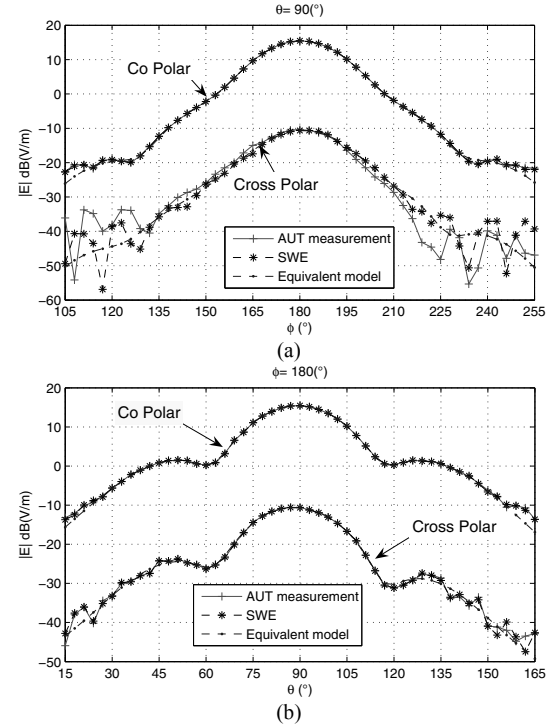 θ= 90(°)
20
10
0
−10
−20
−30
−40
−50
−60
|E| dB(V/m)
Co Polar
Cross Polar
AUT measurement
SWE
Equivalent model
105 120 135 150 165 180 195 210 225 240 255
ϕ (°)
(a)
ϕ= 180(°)
20
10
0
−10
−20
−30
−40
−50
|E| dB(V/m)
Co Polar
Cross Polar
AUT measurement
SWE
Equivalent model
15 30 45 60 75 90 105 120 135 150 165
θ (°)
(b)